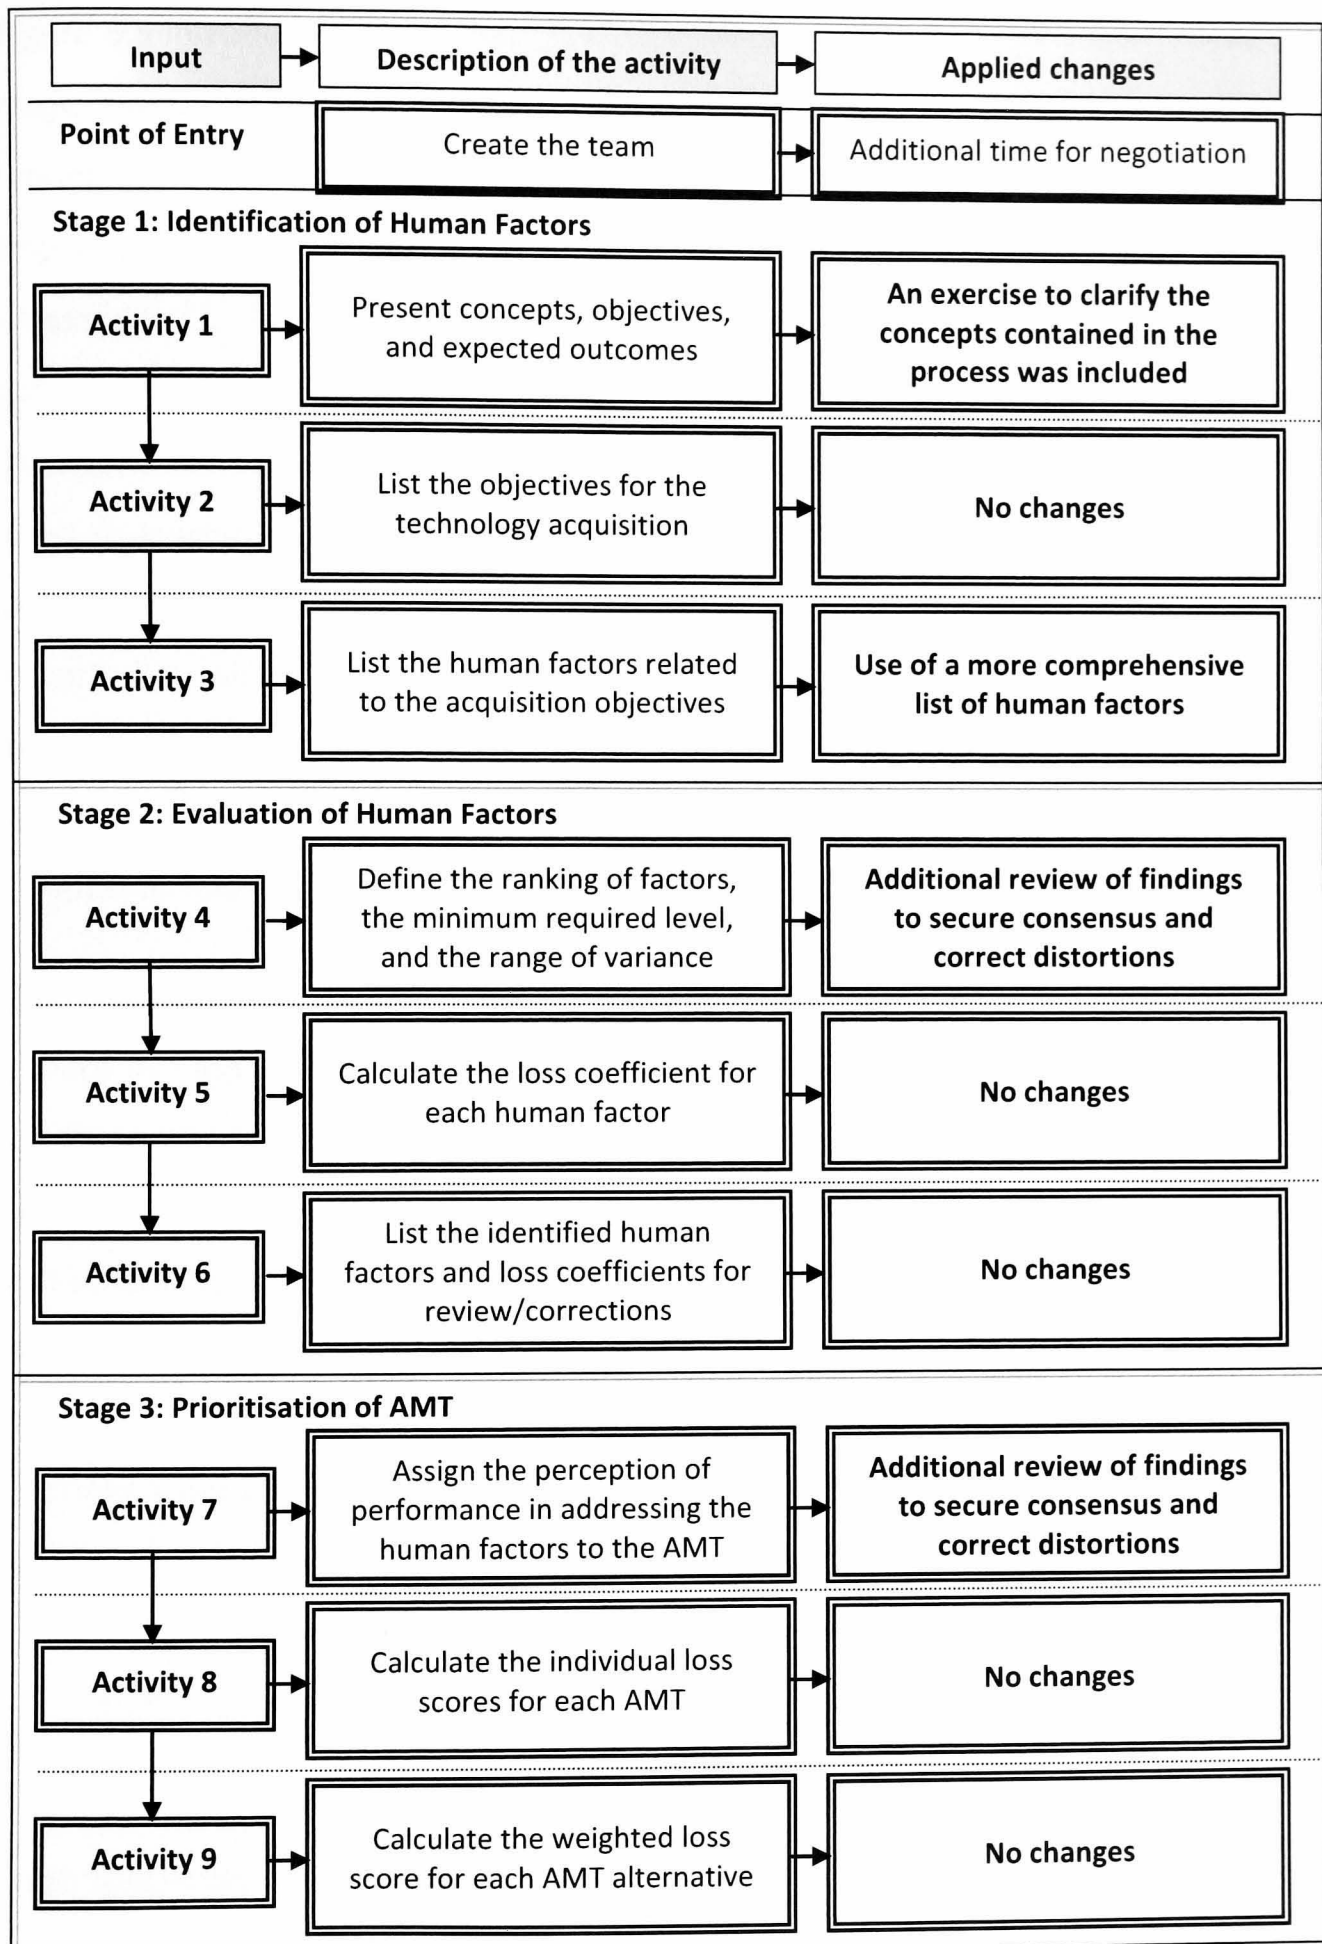 Input
Description of the activity
Applied changes
Point of Entry
Create the team
Additional time for negotiation
Stage 1: Identification of Human Factors
Activity 1
Present concepts, objectives,
and expected outcomes
An exercise to clarify the
concepts contained in the
process was included
Activity 2
List the objectives for the
technology acquisition
No changes
Activity 3
List the human factors related
to the acquisition objectives
Use of a more comprehensive
list of human factors
Stage 2: Evaluation of Human Factors
Activity 4
Define the ranking of factors,
the minimum required level,
and the range of variance
Additional review of findings
to secure consensus and
correct distortions
Activity 5
Calculate the loss coefficient for
each human factor
No changes
Activity 6
List the identified human
factors and loss coefficients for
review/corrections
No changes
Stage 3: Prioritisation of AMT
Activity 7
Assign the perception of
performance in addressing the
human factors to the AMT
Additional review of findings
to secure consensus and
correct distortions
Activity 8
Calculate the individual loss
scores for each AMT
No changes
Activity 9
Calculate the weighted loss
score for each AMT alternative
No changes